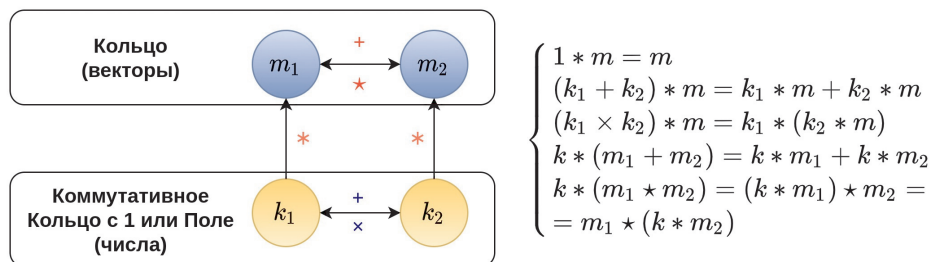 Кольцо
(векторы)
m₁
+
⋆
m₂
∗
∗
Коммутативное
Кольцо с 1 или Поле
(числа)
k₁
+
×
k₂
1 ∗ m = m
(k₁ + k₂) ∗ m = k₁ ∗ m + k₂ ∗ m
(k₁ × k₂) ∗ m = k₁ ∗ (k₂ ∗ m)
k ∗ (m₁ + m₂) = k ∗ m₁ + k ∗ m₂
k ∗ (m₁ ⋆ m₂) = (k ∗ m₁) ⋆ m₂ =
= m₁ ⋆ (k ∗ m₂)